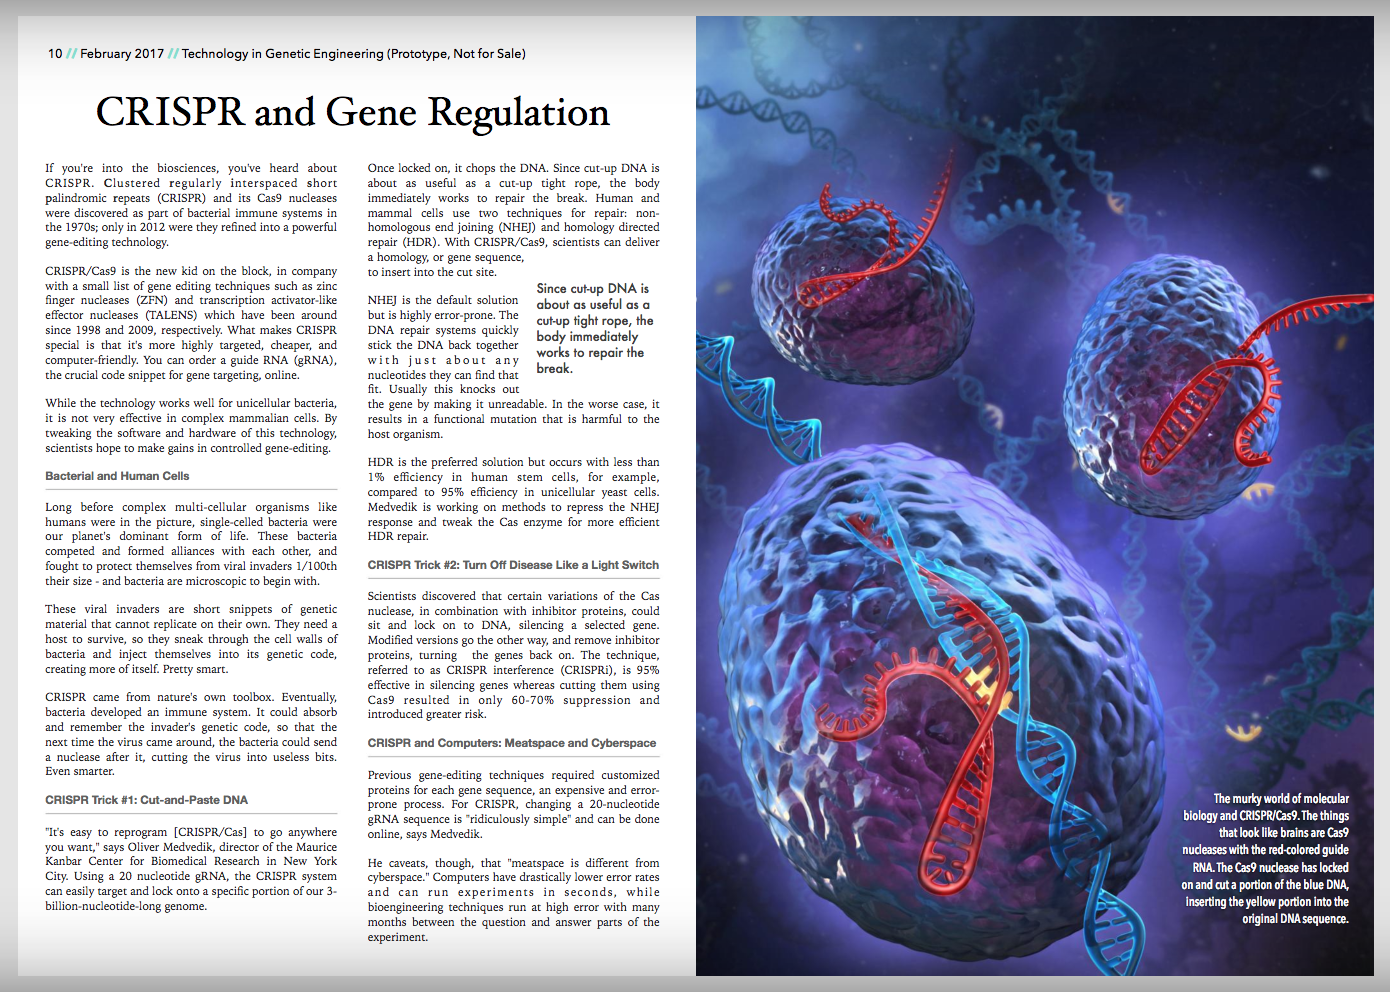 10 // February 2017 // Technology in Genetic Engineering (Prototype, Not for Sale)
CRISPR and Gene Regulation
If you're into the biosciences, you've heard about
CRISPR. Clustered regularly interspaced short
palindromic repeats (CRISPR) and its Cas9 nucleases
were discovered as part of bacterial immune systems in
the 1970s; only in 2012 were they refined into a powerful
gene-editing technology.
CRISPR/Cas9 is the new kid on the block, in company
with a small list of gene editing techniques such as zinc
finger nucleases (ZFN) and transcription activator-like
effector nucleases (TALENS) which have been around
since 1998 and 2009, respectively. What makes CRISPR
special is that it's more highly targeted, cheaper, and
computer-friendly. You can order a guide RNA (gRNA),
the crucial code snippet for gene targeting, online.
While the technology works well for unicellular bacteria,
it is not very effective in complex mammalian cells. By
tweaking the software and hardware of this technology,
scientists hope to make gains in controlled gene-editing.
Bacterial and Human Cells
Long before complex multi-cellular organisms like
humans were in the picture, single-celled bacteria were
our planet's dominant form of life. These bacteria
competed and formed alliances with each other, and
fought to protect themselves from viral invaders 1/100th
their size - and bacteria are microscopic to begin with.
These viral invaders are short snippets of genetic
material that cannot replicate on their own. They need a
host to survive, so they sneak through the cell walls of
bacteria and inject themselves into its genetic code,
creating more of itself. Pretty smart.
CRISPR came from nature's own toolbox. Eventually,
bacteria developed an immune system. It could absorb
and remember the invader's genetic code, so that the
next time the virus came around, the bacteria could send
a nuclease after it, cutting the virus into useless bits.
Even smarter.
CRISPR Trick #1: Cut-and-Paste DNA
"It's easy to reprogram [CRISPR/Cas] to go anywhere
you want," says Oliver Medvedik, director of the Maurice
Kanbar Center for Biomedical Research in New York
City. Using a 20 nucleotide gRNA, the CRISPR system
can easily target and lock onto a specific portion of our 3-
billion-nucleotide-long genome.
Once locked on, it chops the DNA. Since cut-up DNA is
about as useful as a cut-up tight rope, the body
immediately works to repair the break. Human and
mammal cells use two techniques for repair: non-
homologous end joining (NHEJ) and homology directed
repair (HDR). With CRISPR/Cas9, scientists can deliver
a homology, or gene sequence,
to insert into the cut site.
NHEJ is the default solution
but is highly error-prone. The
DNA repair systems quickly
stick the DNA back together
with just about any
nucleotides they can find that
fit. Usually this knocks out
the gene by making it unreadable. In the worse case, it
results in a functional mutation that is harmful to the
host organism.
Since cut-up DNA is
about as useful as a
cut-up tight rope, the
body immediately
works to repair the
break.
HDR is the preferred solution but occurs with less than
1% efficiency in human stem cells, for example,
compared to 95% efficiency in unicellular yeast cells.
Medvedik is working on methods to repress the NHEJ
response and tweak the Cas enzyme for more efficient
HDR repair.
CRISPR Trick #2: Turn Off Disease Like a Light Switch
Scientists discovered that certain variations of the Cas
nuclease, in combination with inhibitor proteins, could
sit and lock on to DNA, silencing a selected gene.
Modified versions go the other way, and remove inhibitor
proteins, turning the genes back on. The technique,
referred to as CRISPR interference (CRISPRi), is 95%
effective in silencing genes whereas cutting them using
Cas9 resulted in only 60-70% suppression and
introduced greater risk.
CRISPR and Computers: Meatspace and Cyberspace
Previous gene-editing techniques required customized
proteins for each gene sequence, an expensive and error-
prone process. For CRISPR, changing a 20-nucleotide
gRNA sequence is "ridiculously simple" and can be done
online, says Medvedik.
He caveats, though, that "meatspace is different from
cyberspace." Computers have drastically lower error rates
and can run experiments in seconds, while
bioengineering techniques run at high error with many
months between the question and answer parts of the
experiment.
The murky world of molecular
biology and CRISPR/Cas9. The things
that look like brains are Cas9
nucleases with the red-colored guide
RNA. The Cas9 nuclease has locked
on and cut a portion of the blue DNA,
inserting the yellow portion into the
original DNA sequence.